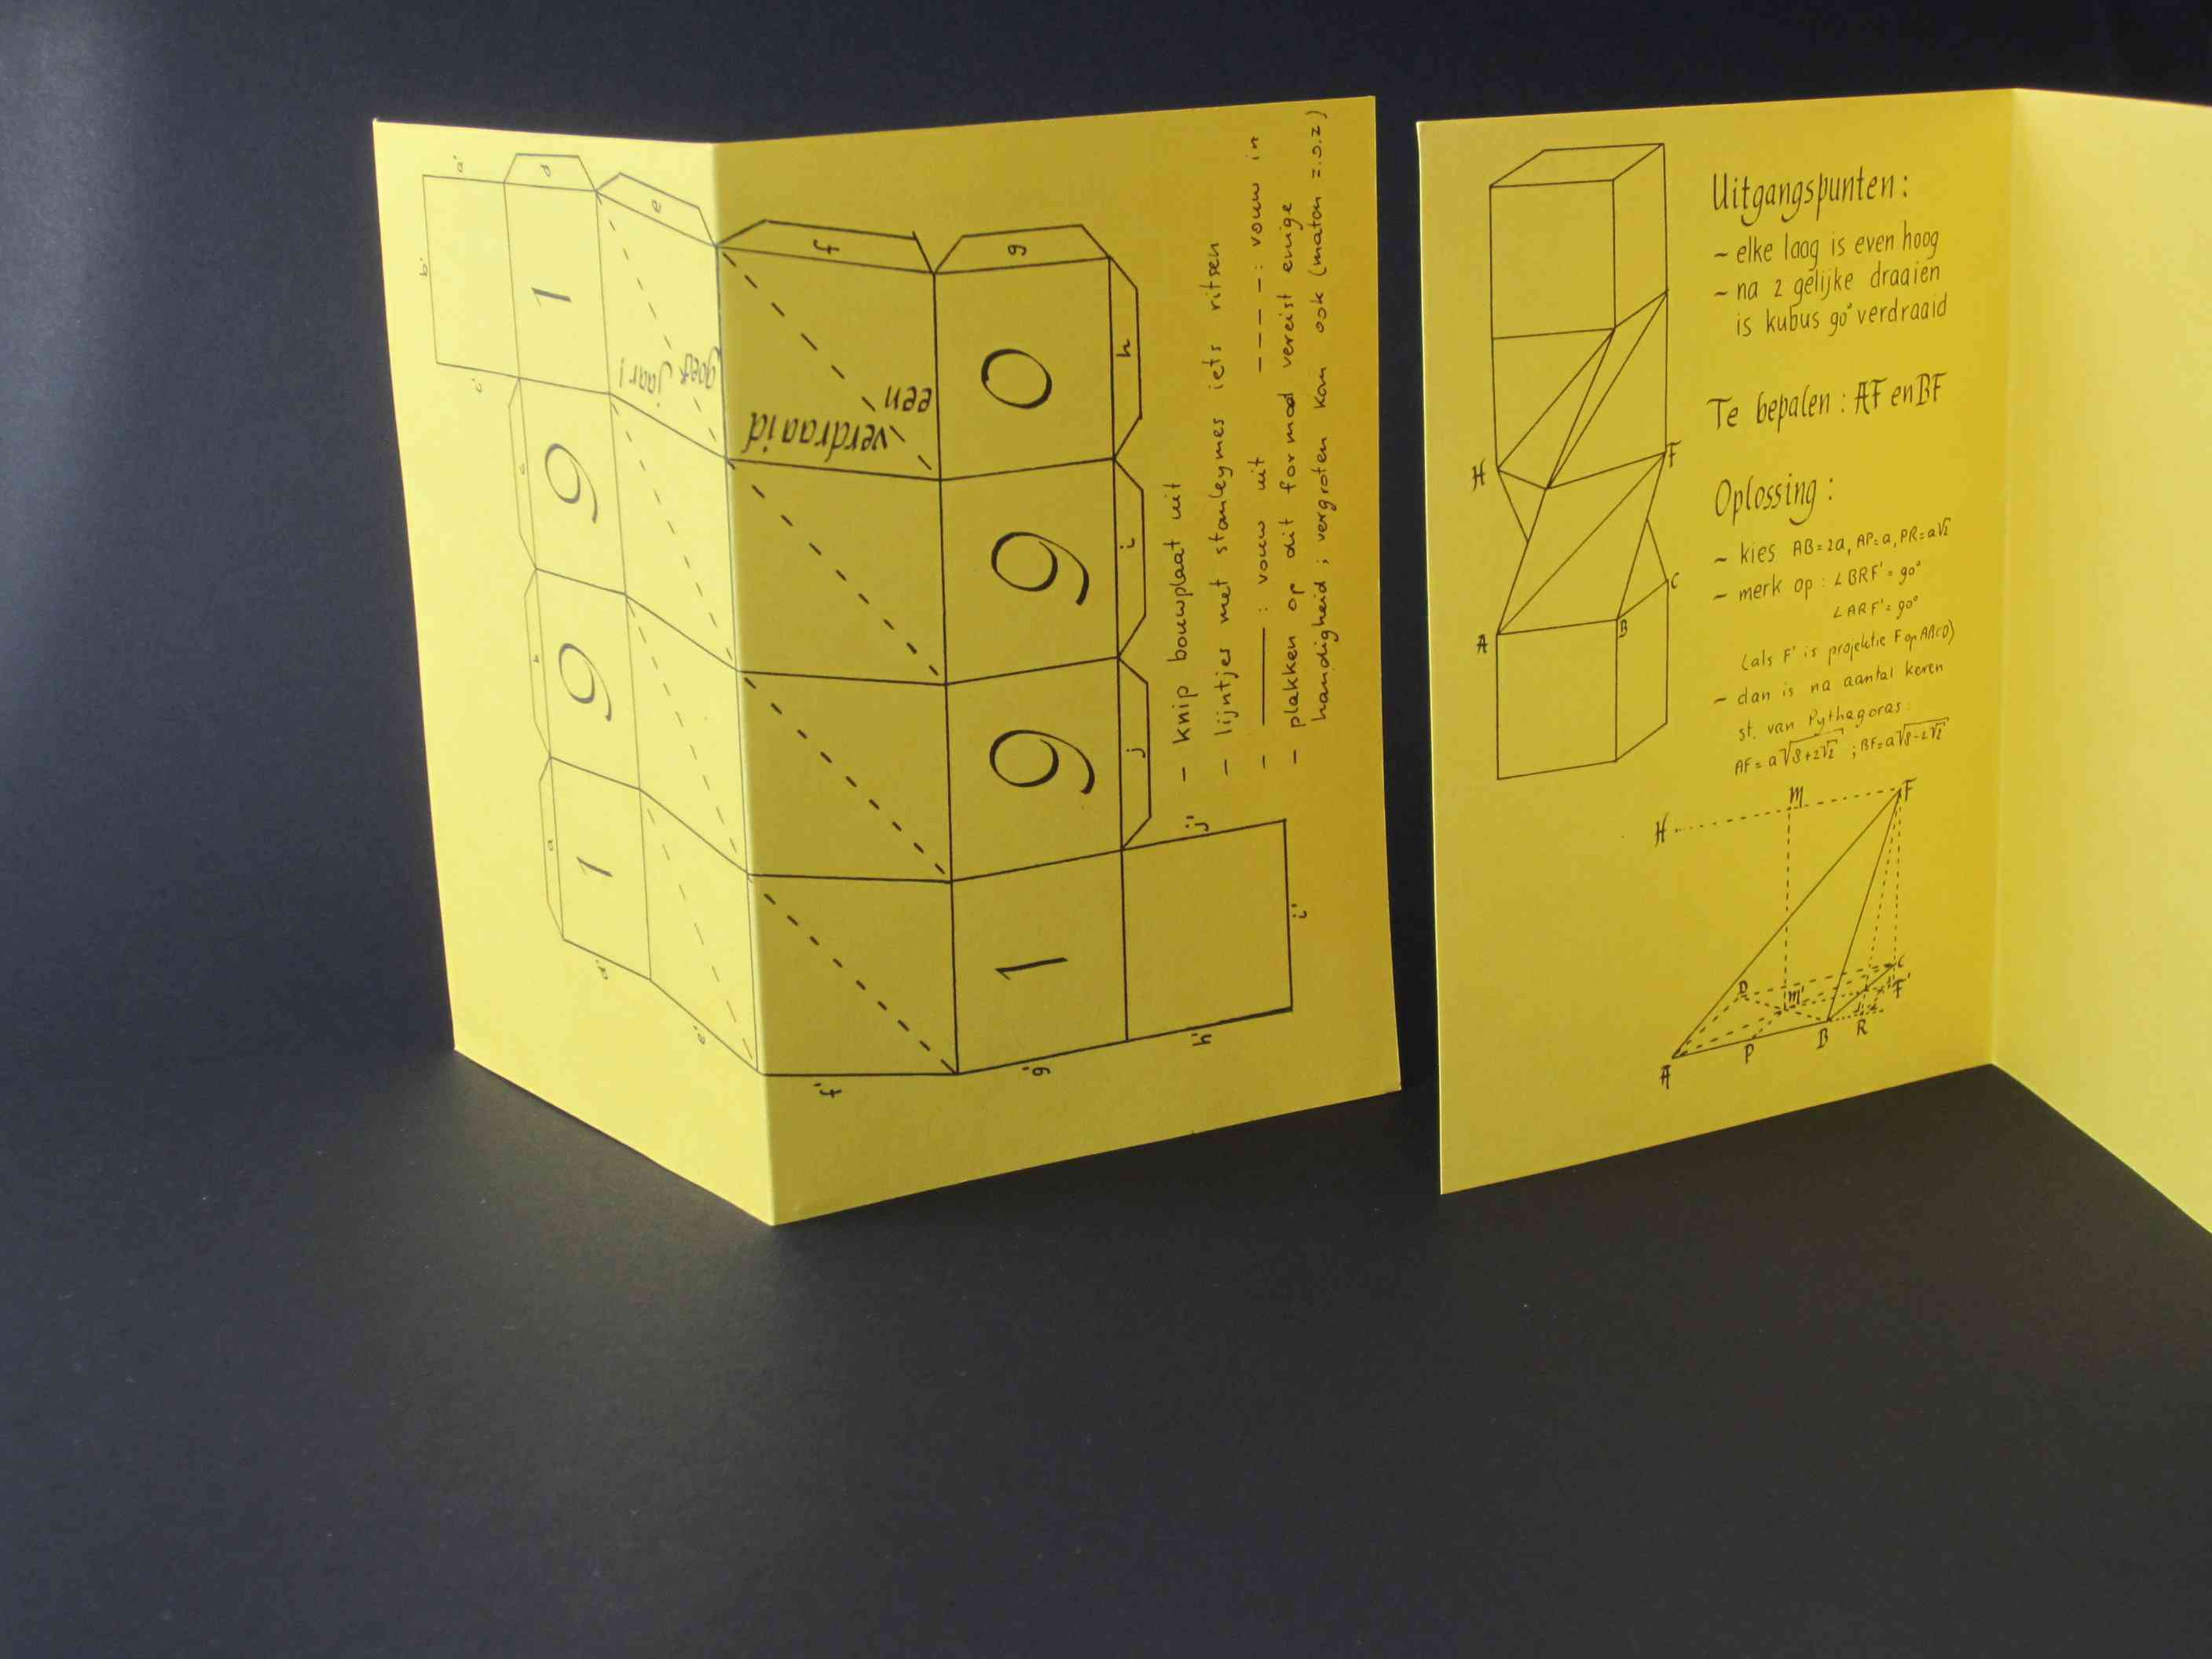 a'
b'
c'
d
e
f
g
h
i
j
1
9
9
1
0
9
9
1
a
b
c
d'
e'
f'
g'
h'
i'
j'
een
verdraaid
goed jaar!
- knip bouwplaat uit
- lijntjes met stanleymes iets ritsen
- —— : vouw uit - - - - : vouw in
- plakken op dit formaat vereist enige
handigheid ; vergroten kan ook (maten z.o.z)
Uitgangspunten :
- elke laag is even hoog
- na 2 gelijke draaien
is kubus 90° verdraaid
Te bepalen : AF en BF
Oplossing :
- kies AB=2a, AP=a, PR=a√2
- merk op : ∠BRF' = 90°
∠ARF' = 90°
(als F' is projektie F op ABCD)
- dan is na aantal keren
st. van Pythagoras :
AF = a√8+2√2 ; BF=a√8-2√2
H
F
A
B
C
H
M
F
D
M'
C
F'
A
P
B
R